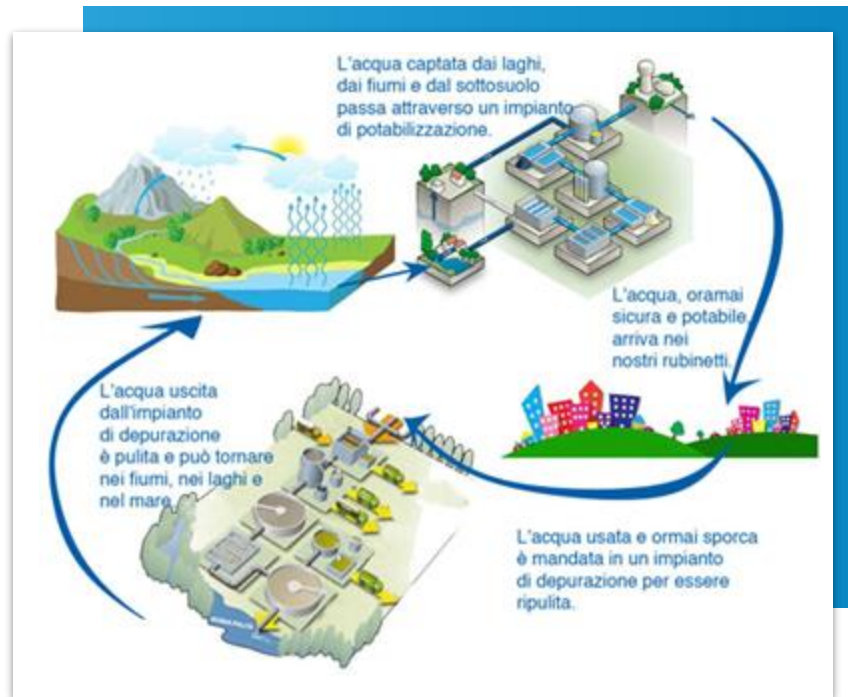 L'acqua captata dai laghi,
dai fiumi e dal sottosuolo
passa attraverso un impianto
di potabilizzazione.
L'acqua, oramai
sicura e potabile,
arriva nei
nostri rubinetti.
L'acqua usata e ormai sporca
è mandata in un impianto
di depurazione per essere
ripulita.
L'acqua uscita
dall'impianto
di depurazione
è pulita e può tornare
nei fiumi, nei laghi e
nel mare.
ACQUA PULITA